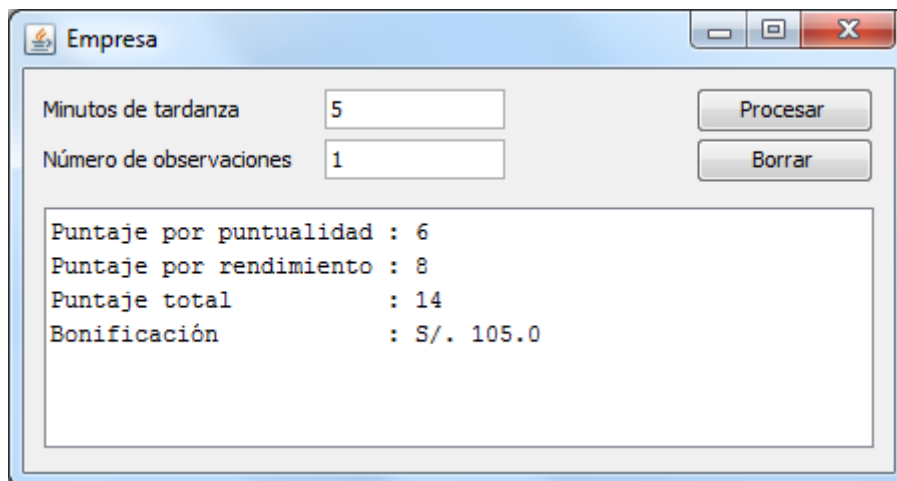 Empresa
Minutos de tardanza 5 Procesar
Número de observaciones 1 Borrar
Puntaje por puntualidad : 6
Puntaje por rendimiento : 8
Puntaje total : 14
Bonificación : S/. 105.0